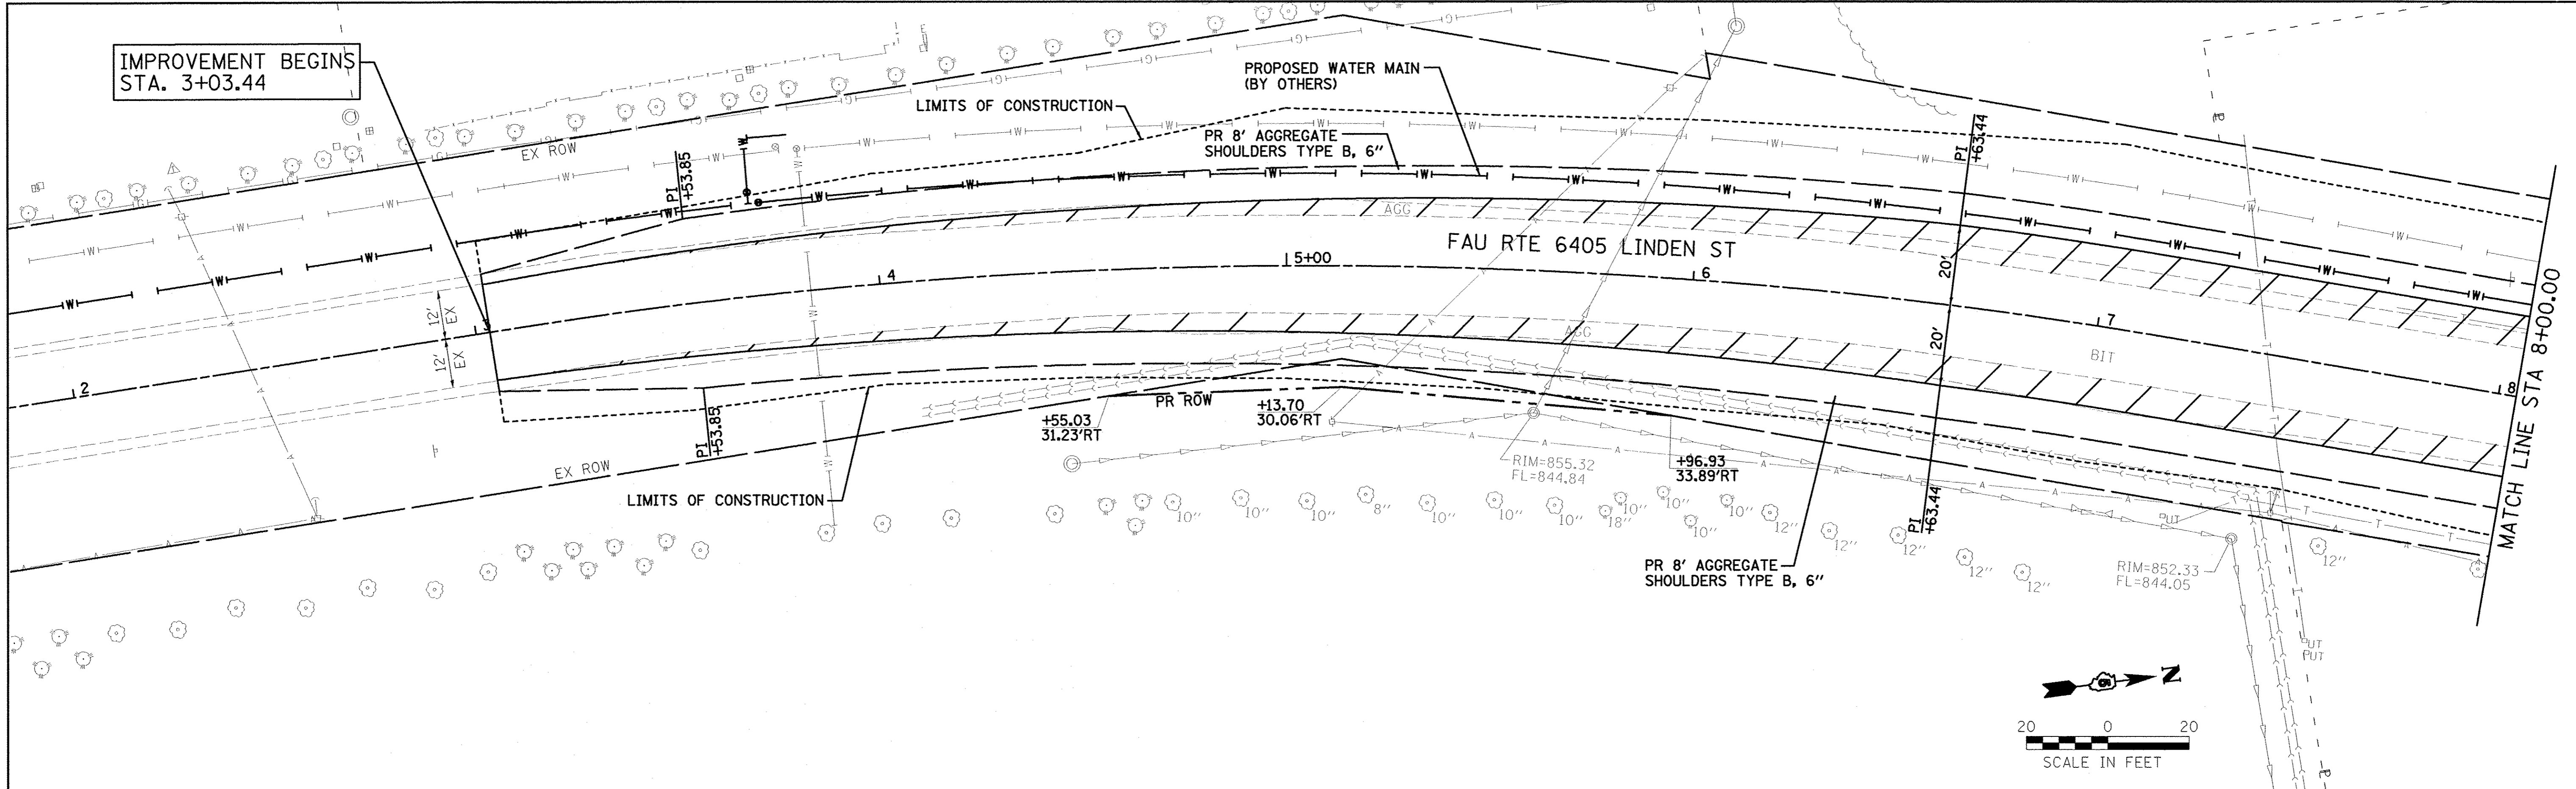 IMPROVEMENT BEGINS
STA. 3+03.44
EX ROW
LIMITS OF CONSTRUCTION
PROPOSED WATER MAIN
(BY OTHERS)
PR 8' AGGREGATE
SHOULDERS TYPE B, 6"
PI
+53.85
PI
+63.44
AGG
FAU RTE 6405 LINDEN ST
2
3
4
5+00
6
7
8
12'
EX
12'
EX
20'
20'
AGG
BIT
MATCH LINE STA 8+00.00
PI
+53.85
EX ROW
LIMITS OF CONSTRUCTION
PR ROW
+55.03
31.23'RT
+13.70
30.06'RT
RIM=855.32
FL=844.84
+96.93
33.89'RT
PI
+63.44
PR 8' AGGREGATE
SHOULDERS TYPE B, 6"
RIM=852.33
FL=844.05
10"
10"
10"
8"
10"
10"
10"
18"
10"
10"
10"
10"
12"
12"
12"
12"
12"
12"
PUT
PUT
PUT
W
G
A
T
N
20 0 20
SCALE IN FEET